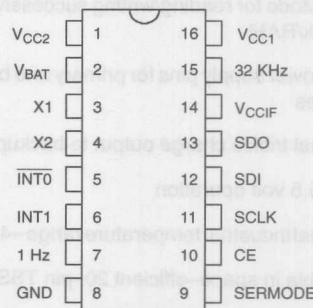 VCC2 1 16 VCC1
VBAT 2 15 32 KHz
X1 3 14 VCCIF
X2 4 13 SDO
INT0 5 12 SDI
INT1 6 11 SCLK
1 Hz 7 10 CE
GND 8 9 SERMODE